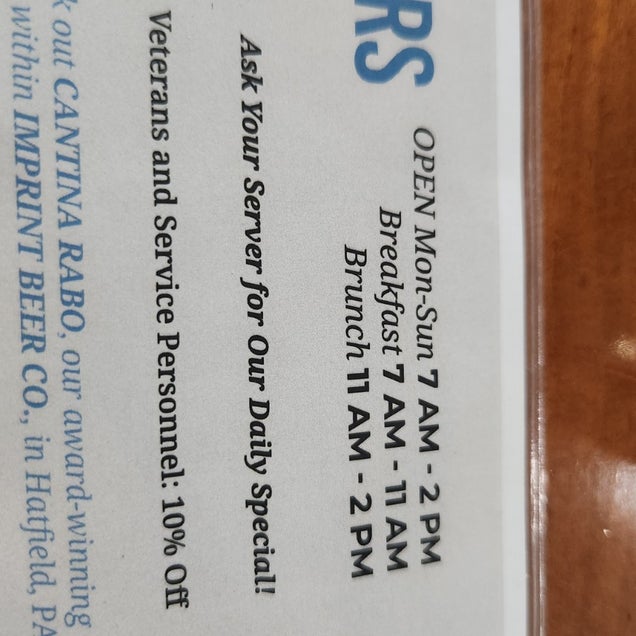 RS
OPEN Mon-Sun 7 AM - 2 PM
Breakfast 7 AM - 11 AM
Brunch 11 AM - 2 PM
Ask Your Server for Our Daily Special!
Veterans and Service Personnel: 10% Off
k out CANTINA RABO, our award-winning
within IMPRINT BEER CO., in Hatfield, PA